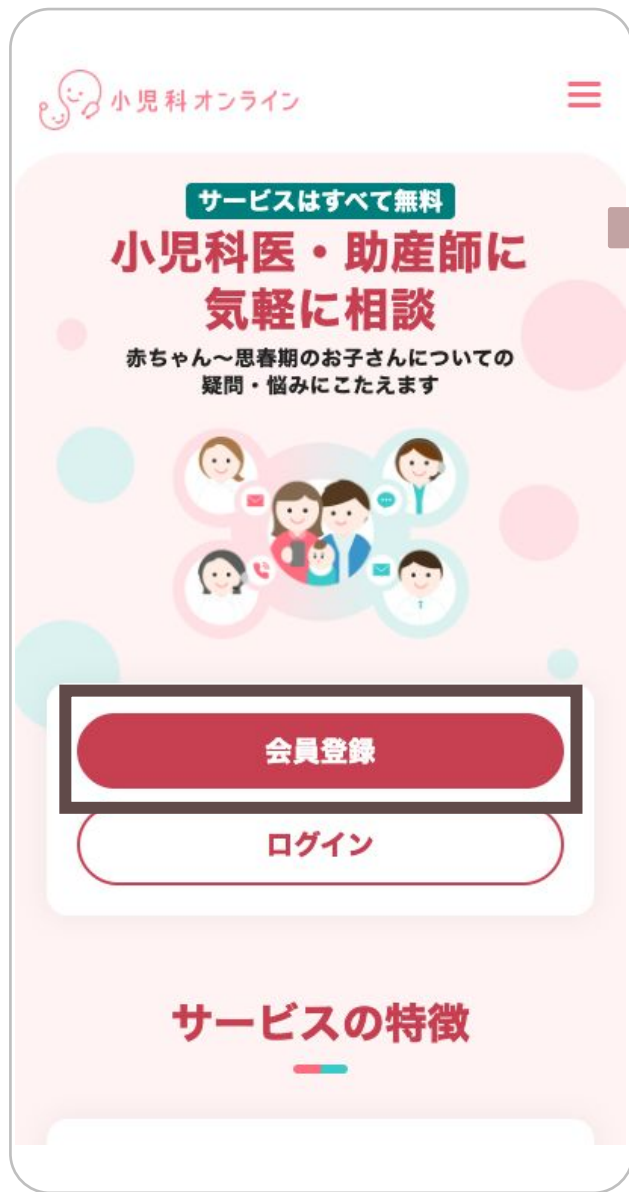 小児科オンライン
サービスはすべて無料
小児科医・助産師に
気軽に相談
赤ちゃん〜思春期のお子さんについての
疑問・悩みにこたえます
会員登録
ログイン
サービスの特徴